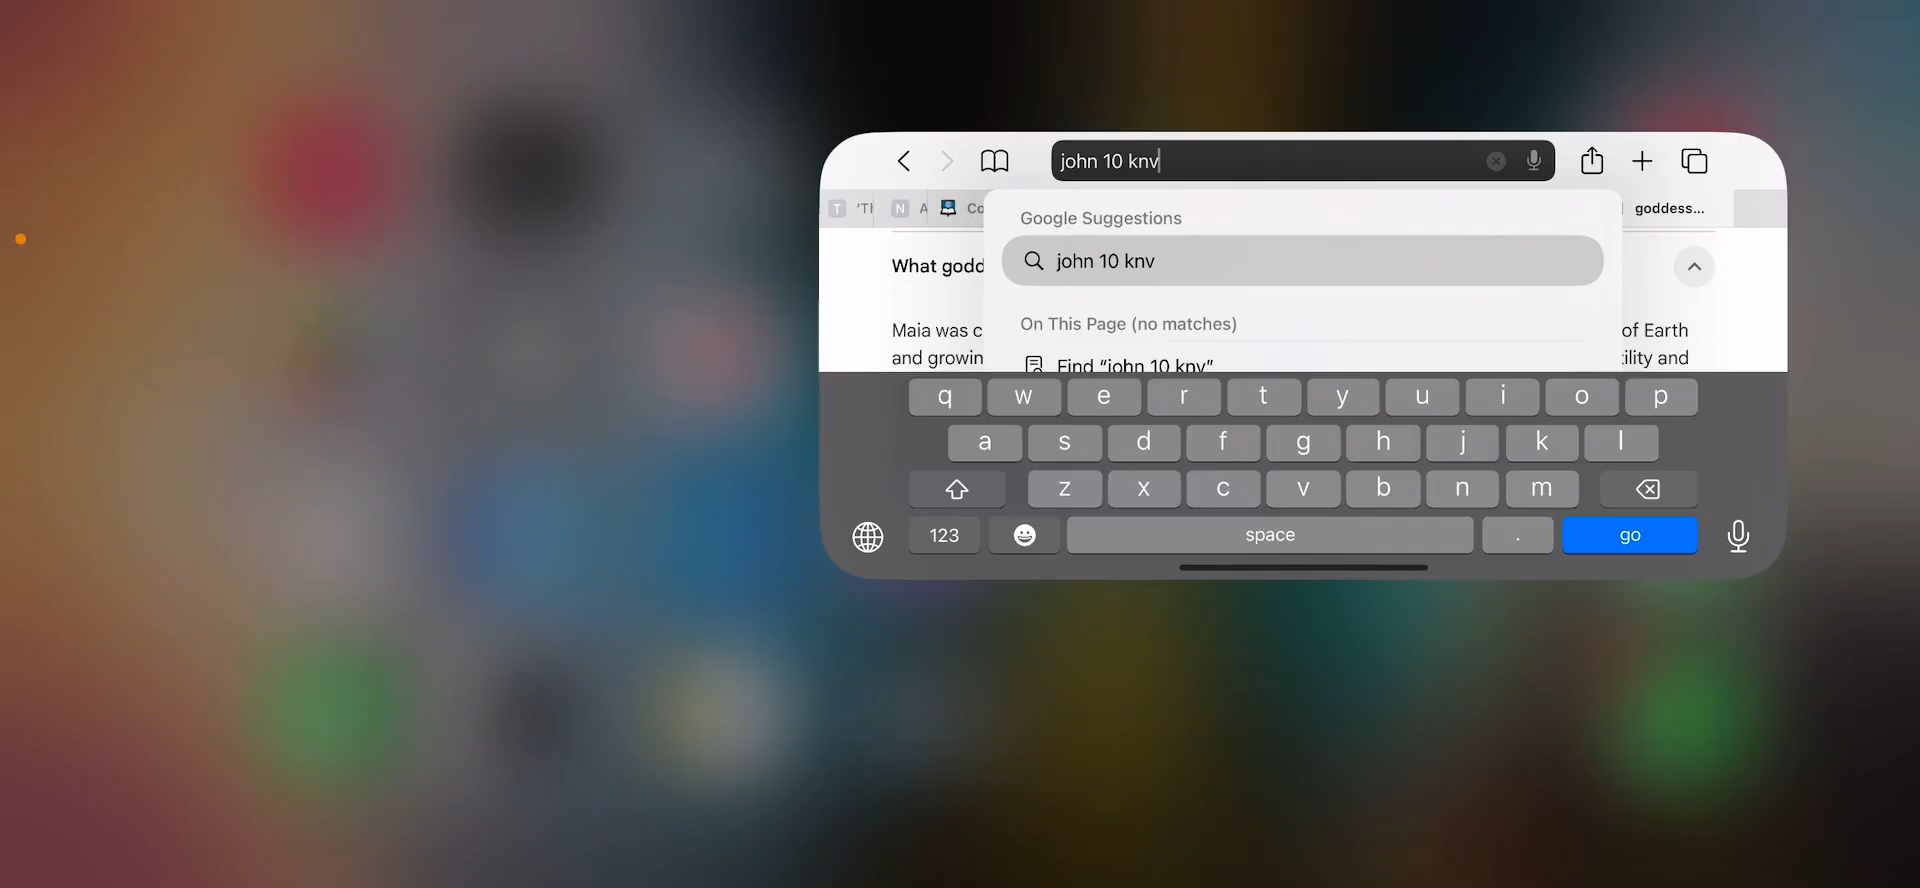 john 10 knv
T 'Tl N A Co goddess...
Google Suggestions
john 10 knv
What godd
On This Page (no matches)
Maia was c of Earth
and growin ility and
Find “john 10 knv”
q w e r t y u i o p
a s d f g h j k l
z x c v b n m
123 space . go